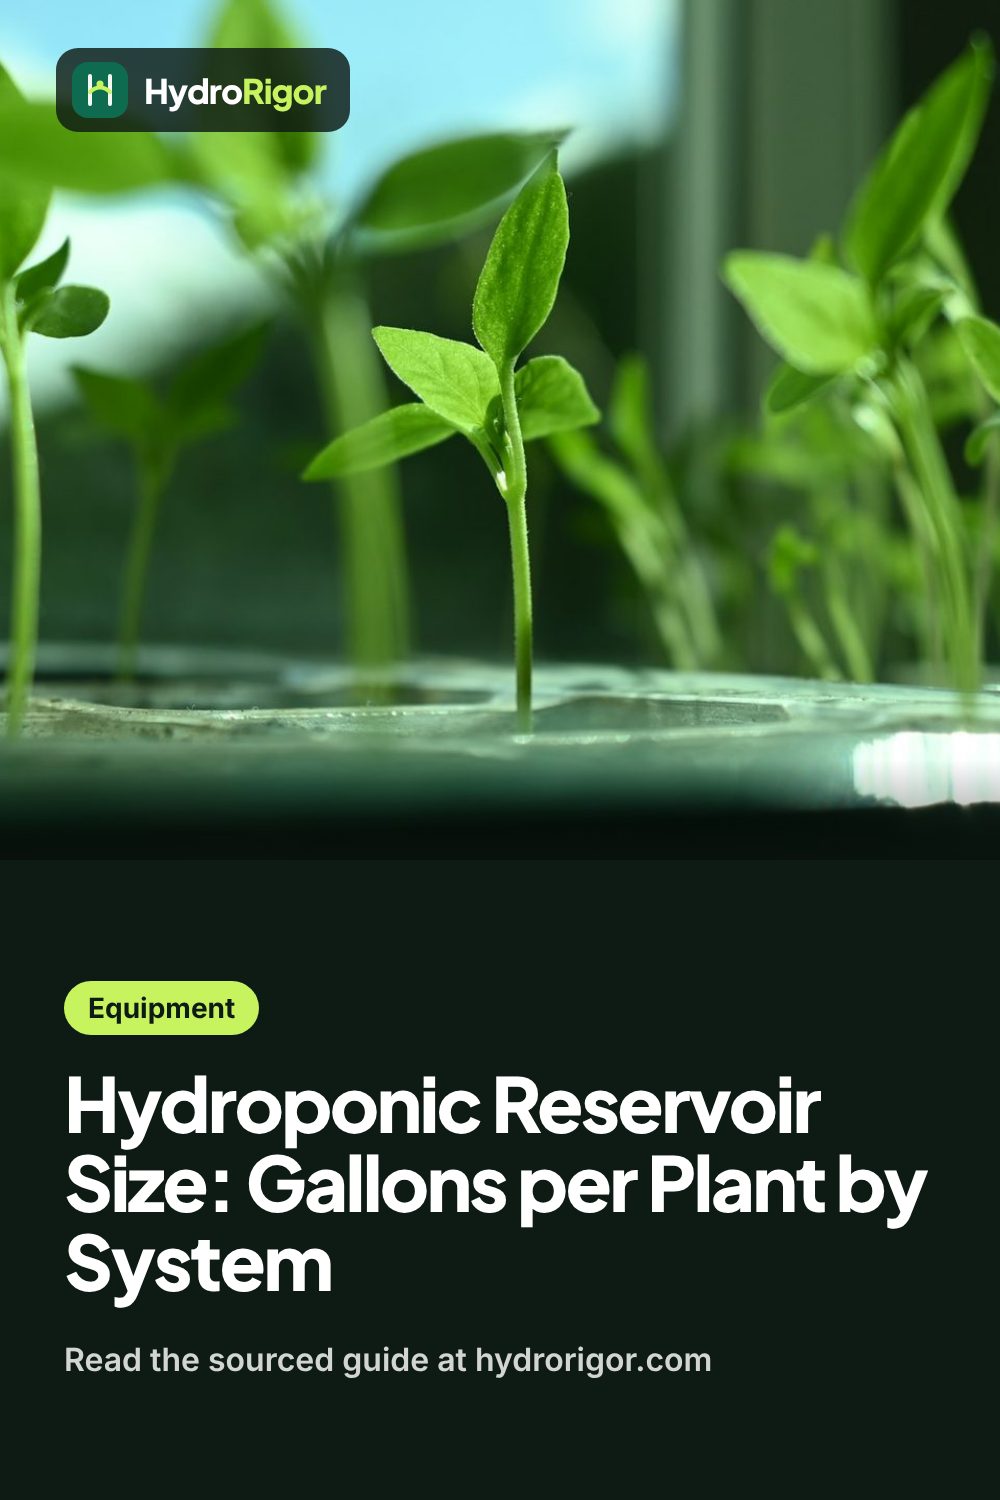 HydroRigor
Equipment
Hydroponic Reservoir
Size: Gallons per Plant by
System
Read the sourced guide at hydrorigor.com